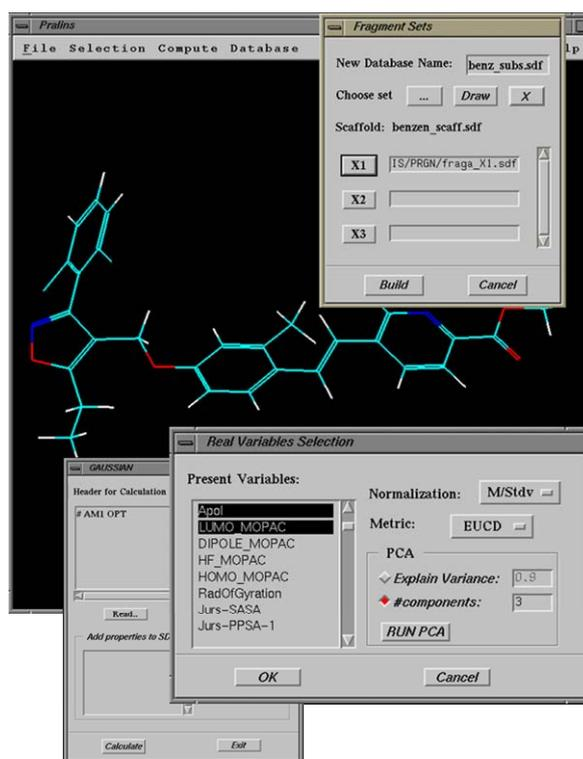 Pralins
File Selection Compute Database
Fragment Sets
New Database Name: benz_subs.sdf
Choose set ... Draw X
Scaffold: benzen_scaff.sdf
X1 IS/PRGN/fraga_X1.sdf
X2
X3
Build Cancel
Real Variables Selection
Present Variables:
Apol
LUMO_MOPAC
DIPOLE_MOPAC
HF_MOPAC
HOMO_MOPAC
RadOfGyration
Jurs-SASA
Jurs-PPSA-1
Normalization: M/Stdv
Metric: EUCD
PCA
Explain Variance: 0.9
#components: 3
RUN PCA
OK Cancel
GAUSSIAN
Header for Calculation
# AM1 OPT
Read..
Add properties to SD
Calculate Exit